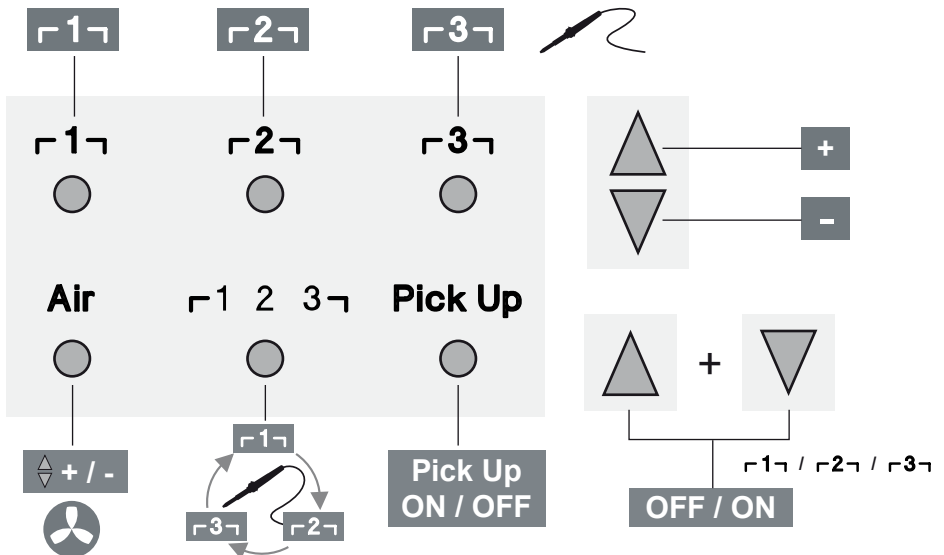 ┌1┐ ┌2┐ ┌3┐
┌1┐ ┌2┐ ┌3┐
+
-
Air ┌1 2 3┐ Pick Up
+
┌1┐
+ / -
┌3┐ ┌2┐
Pick Up
ON / OFF
┌1┐ / ┌2┐ / ┌3┐
OFF / ON